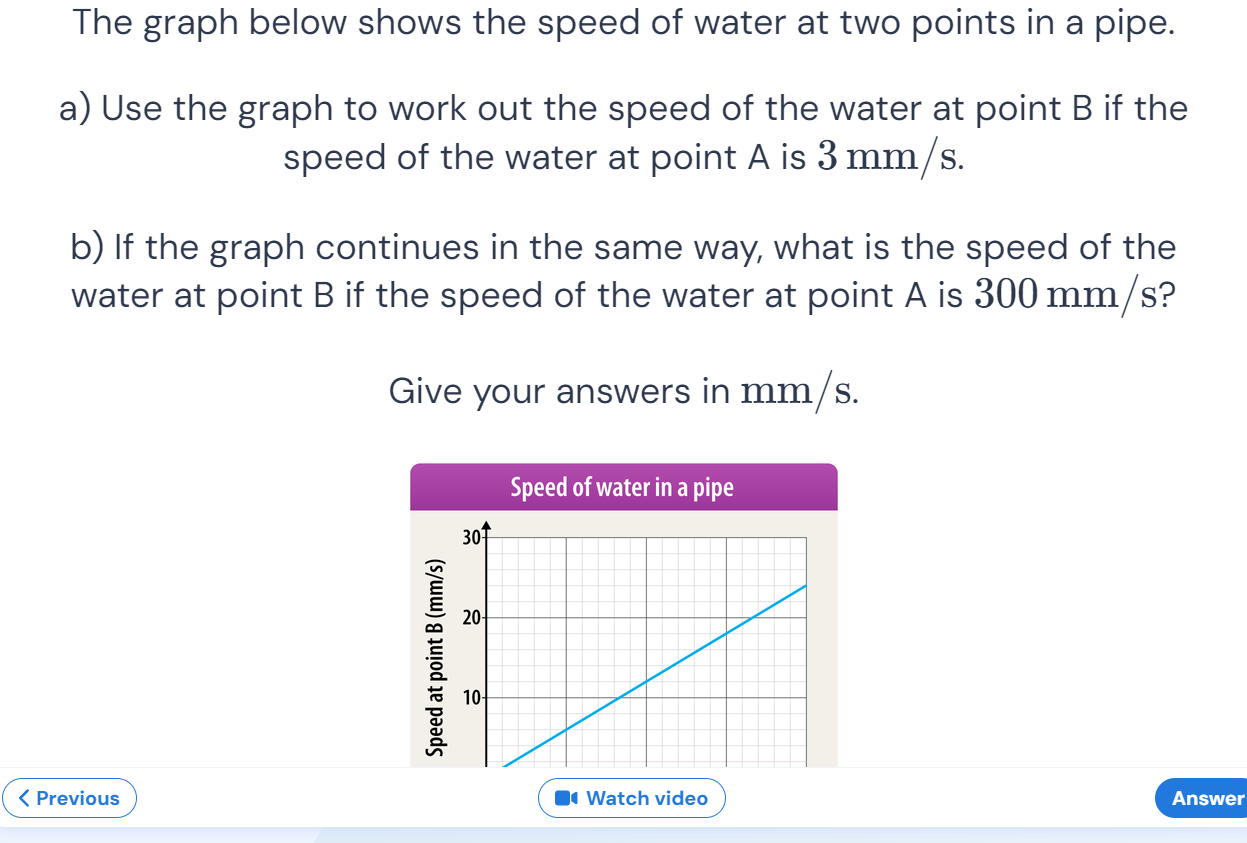 The graph below shows the speed of water at two points in a pipe.
a) Use the graph to work out the speed of the water at point B if the
speed of the water at point A is 3 mm/s.
b) If the graph continues in the same way, what is the speed of the
water at point B if the speed of the water at point A is 300 mm/s?
Give your answers in mm/s.
Speed of water in a pipe
Speed at point B (mm/s)
30
20
10
Previous
Watch video
Answer